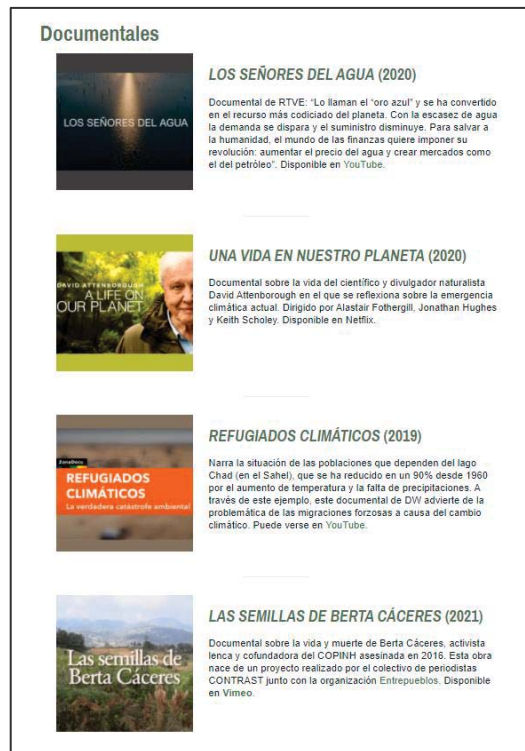 Documentales
LOS SEÑORES DEL AGUA
LOS SEÑORES DEL AGUA (2020)
Documental de RTVE: “Lo llaman el ‘oro azul’ y se ha convertido
en el recurso más codiciado del planeta. Con la escasez de agua
la demanda se dispara y el suministro disminuye. Para salvar a
la humanidad, el mundo de las finanzas quiere imponer su
revolución: aumentar el precio del agua y crear mercados como
el del petróleo”. Disponible en YouTube.
DAVID ATTENBOROUGH
A LIFE ON
OUR PLANET
UNA VIDA EN NUESTRO PLANETA (2020)
Documental sobre la vida del científico y divulgador naturalista
David Attenborough en el que se reflexiona sobre la emergencia
climática actual. Dirigido por Alastair Fothergill, Jonathan Hughes
y Keith Scholey. Disponible en Netflix.
ZonaDocu
REFUGIADOS
CLIMÁTICOS
La verdadera catástrofe ambiental
REFUGIADOS CLIMÁTICOS (2019)
Narra la situación de las poblaciones que dependen del lago
Chad (en el Sahel), que se ha reducido en un 90% desde 1960
por el aumento de temperatura y la falta de precipitaciones. A
través de este ejemplo, este documental de DW advierte de la
problemática de las migraciones forzosas a causa del cambio
climático. Puede verse en YouTube.
Las semillas de
Berta Cáceres
LAS SEMILLAS DE BERTA CÁCERES (2021)
Documental sobre la vida y muerte de Berta Cáceres, activista
lenca y cofundadora del COPINH asesinada en 2016. Esta obra
nace de un proyecto realizado por el colectivo de periodistas
CONTRAST junto con la organización Entrepueblos. Disponible
en Vimeo.